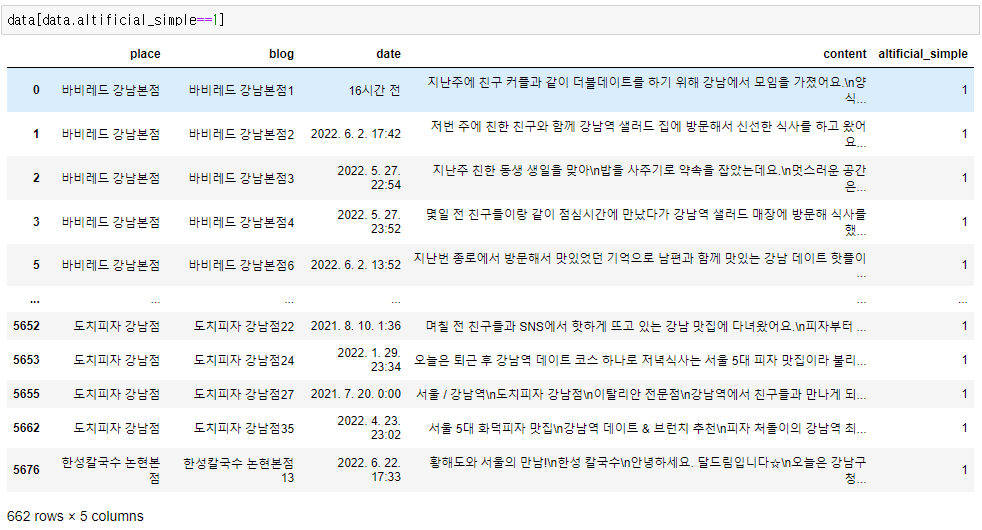 data[data.altificial_simple==1]
place blog date content altificial_simple
0 바비레드 강남본점 바비레드 강남본점1 16시간 전 지난주에 친구 커플과 같이 더블데이트를 하기 위해 강남에서 모임을 가졌어요.\n양
식... 1
1 바비레드 강남본점 바비레드 강남본점2 2022. 6. 2. 17:42 저번 주에 친한 친구와 함께 강남역 샐러드 집에 방문해서 신선한 식사를 하고 왔어
요... 1
2 바비레드 강남본점 바비레드 강남본점3 2022. 5. 27.
22:54 지난주 친한 동생 생일을 맞아\n밥을 사주기로 약속을 잡았는데요.\n멋스러운 공간
은... 1
3 바비레드 강남본점 바비레드 강남본점4 2022. 5. 27.
23:52 몇일 전 친구들이랑 같이 점심시간에 만났다가 강남역 샐러드 매장에 방문해 식사를
했... 1
5 바비레드 강남본점 바비레드 강남본점6 2022. 6. 2. 13:52 지난번 종로에서 방문해서 맛있었던 기억으로 남편과 함께 맛있는 강남 데이트 핫플이
... 1
... ... ... ... ... ...
5652 도치피자 강남점 도치피자 강남점22 2021. 8. 10. 1:36 며칠 전 친구들과 SNS에서 핫하게 뜨고 있는 강남 맛집에 다녀왔어요.\n피자부터 ... 1
5653 도치피자 강남점 도치피자 강남점24 2022. 1. 29.
23:34 오늘은 퇴근 후 강남역 데이트 코스 하나로 저녁식사는 서울 5대 피자 맛집이라 불리... 1
5655 도치피자 강남점 도치피자 강남점27 2021. 7. 20. 0:00 서울 / 강남역\n도치피자 강남점\n이탈리안 전문점\n강남역에서 친구들과 만나게 되... 1
5662 도치피자 강남점 도치피자 강남점35 2022. 4. 23.
23:02 서울 5대 화덕피자 맛집\n강남역 데이트 & 브런치 추천\n피자 처돌이의 강남역 최... 1
5676 한성칼국수 논현본
점 한성칼국수 논현본점
13 2022. 6. 22.
17:33 황해도와 서울의 만남!\n한성 칼국수\n안녕하세요. 달드림입니다☆\n오늘은 강남구
청... 1
662 rows × 5 columns